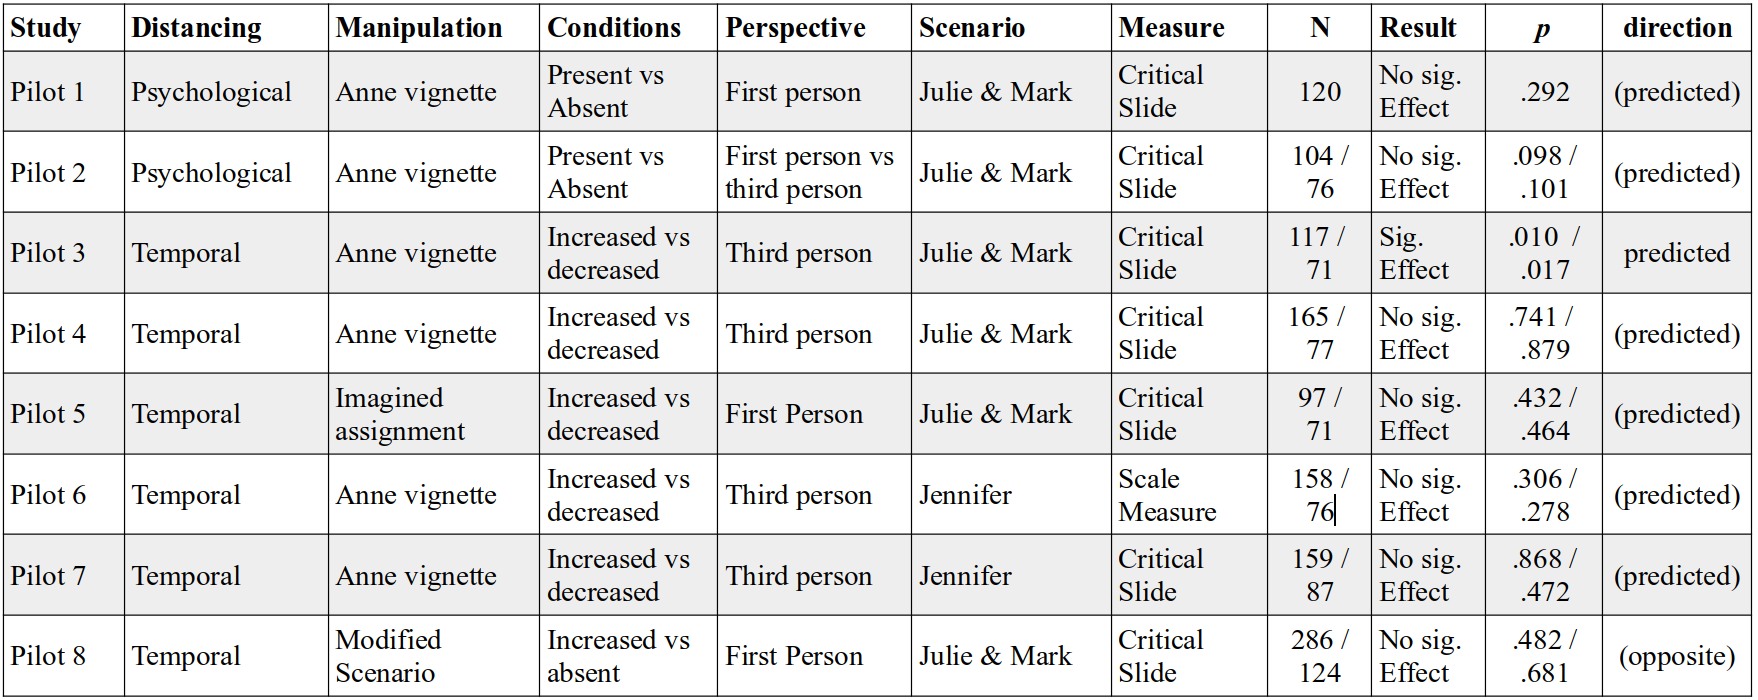 Study Distancing Manipulation Conditions Perspective Scenario Measure N Result p direction
Pilot 1 Psychological Anne vignette Present vs Absent First person Julie & Mark Critical Slide 120 No sig. Effect .292 (predicted)
Pilot 2 Psychological Anne vignette Present vs Absent First person vs third person Julie & Mark Critical Slide 104 / 76 No sig. Effect .098 / .101 (predicted)
Pilot 3 Temporal Anne vignette Increased vs decreased Third person Julie & Mark Critical Slide 117 / 71 Sig. Effect .010 / .017 predicted
Pilot 4 Temporal Anne vignette Increased vs decreased Third person Julie & Mark Critical Slide 165 / 77 No sig. Effect .741 / .879 (predicted)
Pilot 5 Temporal Imagined assignment Increased vs decreased First Person Julie & Mark Critical Slide 97 / 71 No sig. Effect .432 / .464 (predicted)
Pilot 6 Temporal Anne vignette Increased vs decreased Third person Jennifer Scale Measure 158 / 76 No sig. Effect .306 / .278 (predicted)
Pilot 7 Temporal Anne vignette Increased vs decreased Third person Jennifer Critical Slide 159 / 87 No sig. Effect .868 / .472 (predicted)
Pilot 8 Temporal Modified Scenario Increased vs absent First Person Julie & Mark Critical Slide 286 / 124 No sig. Effect .482 / .681 (opposite)